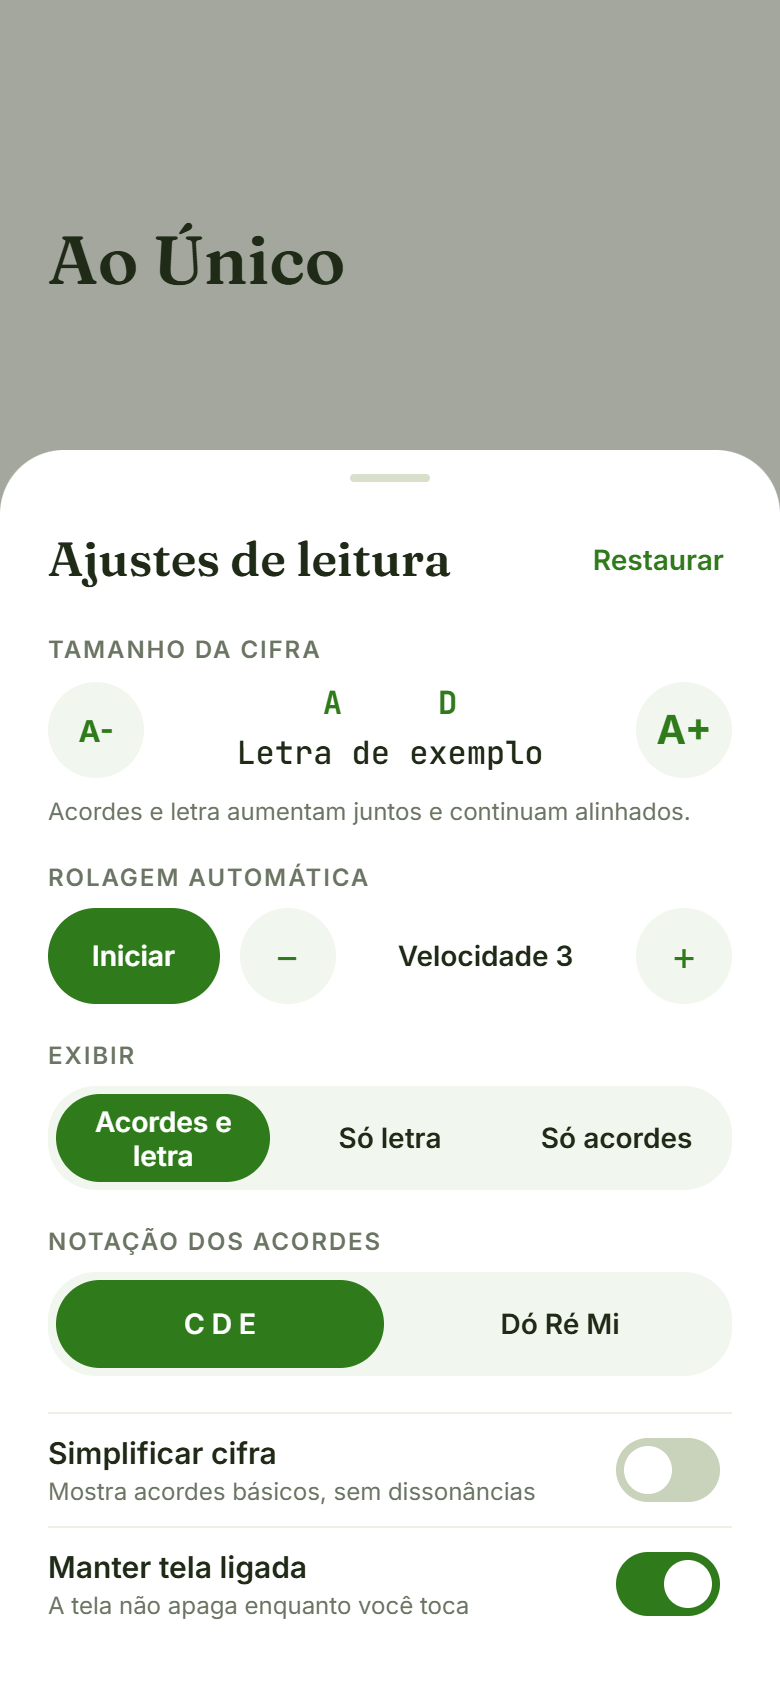 Ao Único
Ajustes de leitura
Restaurar
TAMANHO DA CIFRA
A-
A D
Letra de exemplo
A+
Acordes e letra aumentam juntos e continuam alinhados.
ROLAGEM AUTOMÁTICA
Iniciar
−
Velocidade 3
+
EXIBIR
Acordes e
letra
Só letra
Só acordes
NOTAÇÃO DOS ACORDES
C D E
Dó Ré Mi
Simplificar cifra
Mostra acordes básicos, sem dissonâncias
Manter tela ligada
A tela não apaga enquanto você toca